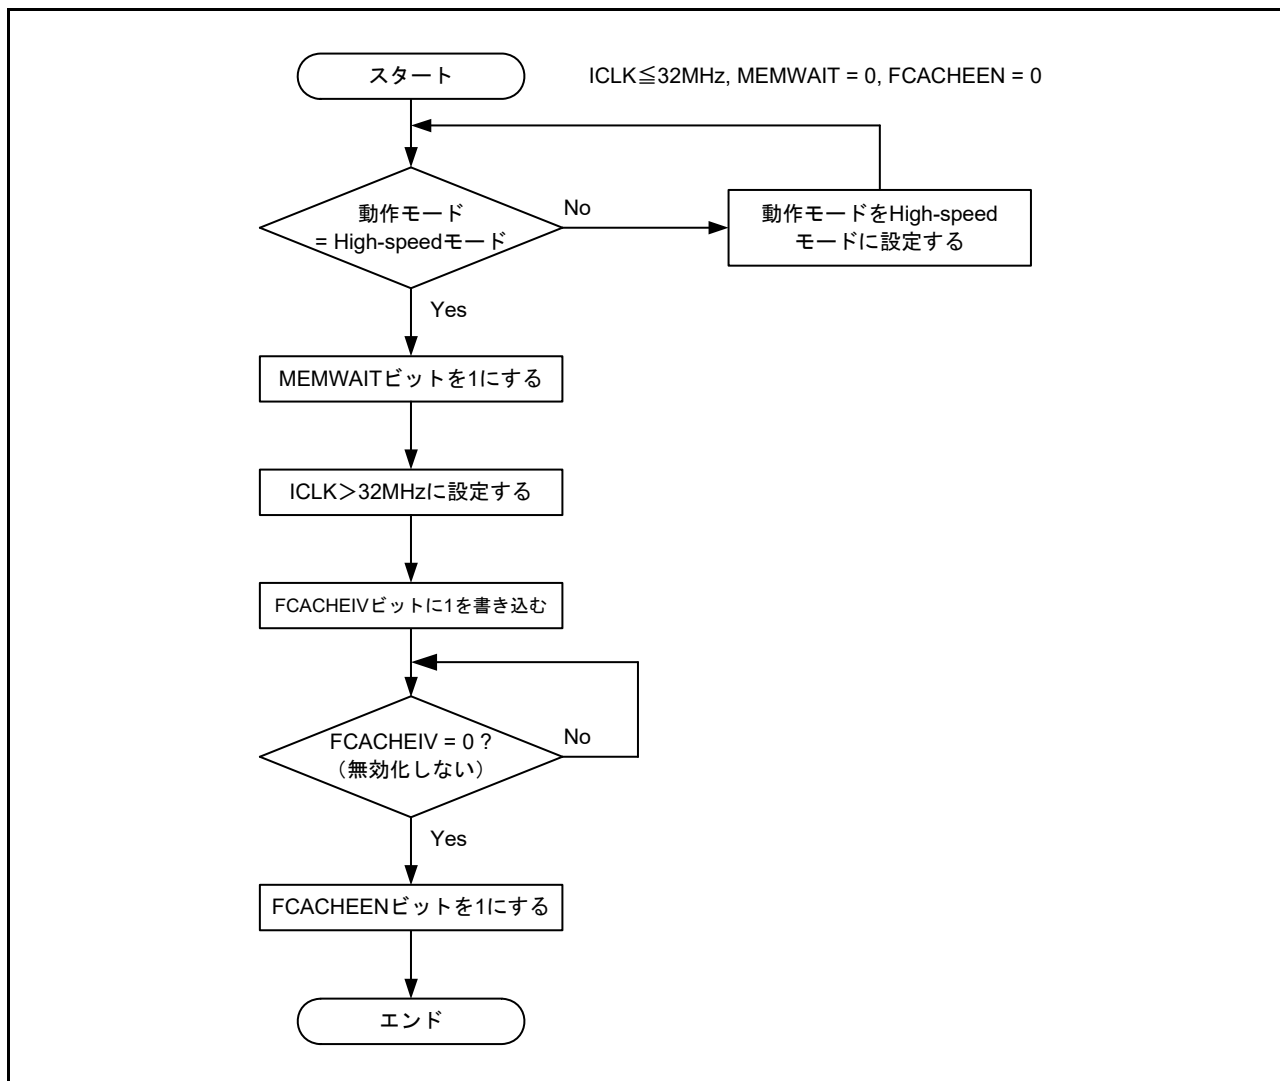 スタート
ICLK≦32MHz, MEMWAIT = 0, FCACHEEN = 0
動作モード
= High-speedモード
No
動作モードをHigh-speed
モードに設定する
Yes
MEMWAITビットを1にする
ICLK＞32MHzに設定する
FCACHEIVビットに1を書き込む
FCACHEIV = 0 ?
（無効化しない）
No
Yes
FCACHEENビットを1にする
エンド